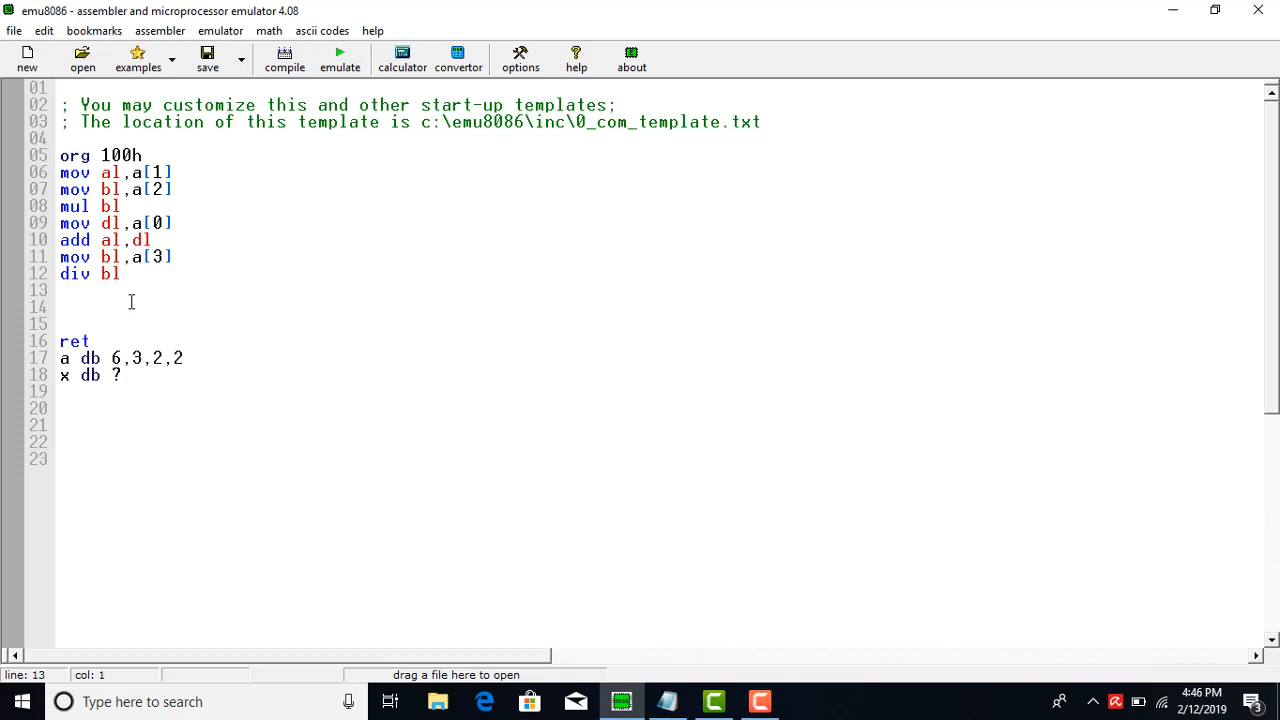 emu8086 - assembler and microprocessor emulator 4.08
file edit bookmarks assembler emulator math ascii codes help
new open examples save compile emulate calculator convertor options help about
01
02 ; You may customize this and other start-up templates;
03 ; The location of this template is c:\emu8086\inc\0_com_template.txt
04
05 org 100h
06 mov al,a[1]
07 mov bl,a[2]
08 mul bl
09 mov dl,a[0]
10 add al,dl
11 mov bl,a[3]
12 div bl
13
14
15
16 ret
17 a db 6,3,2,2
18 x db ?
19
20
21
22
23
line: 13 col: 1 drag a file here to open
Type here to search 4:46 PM
2/12/2019 3